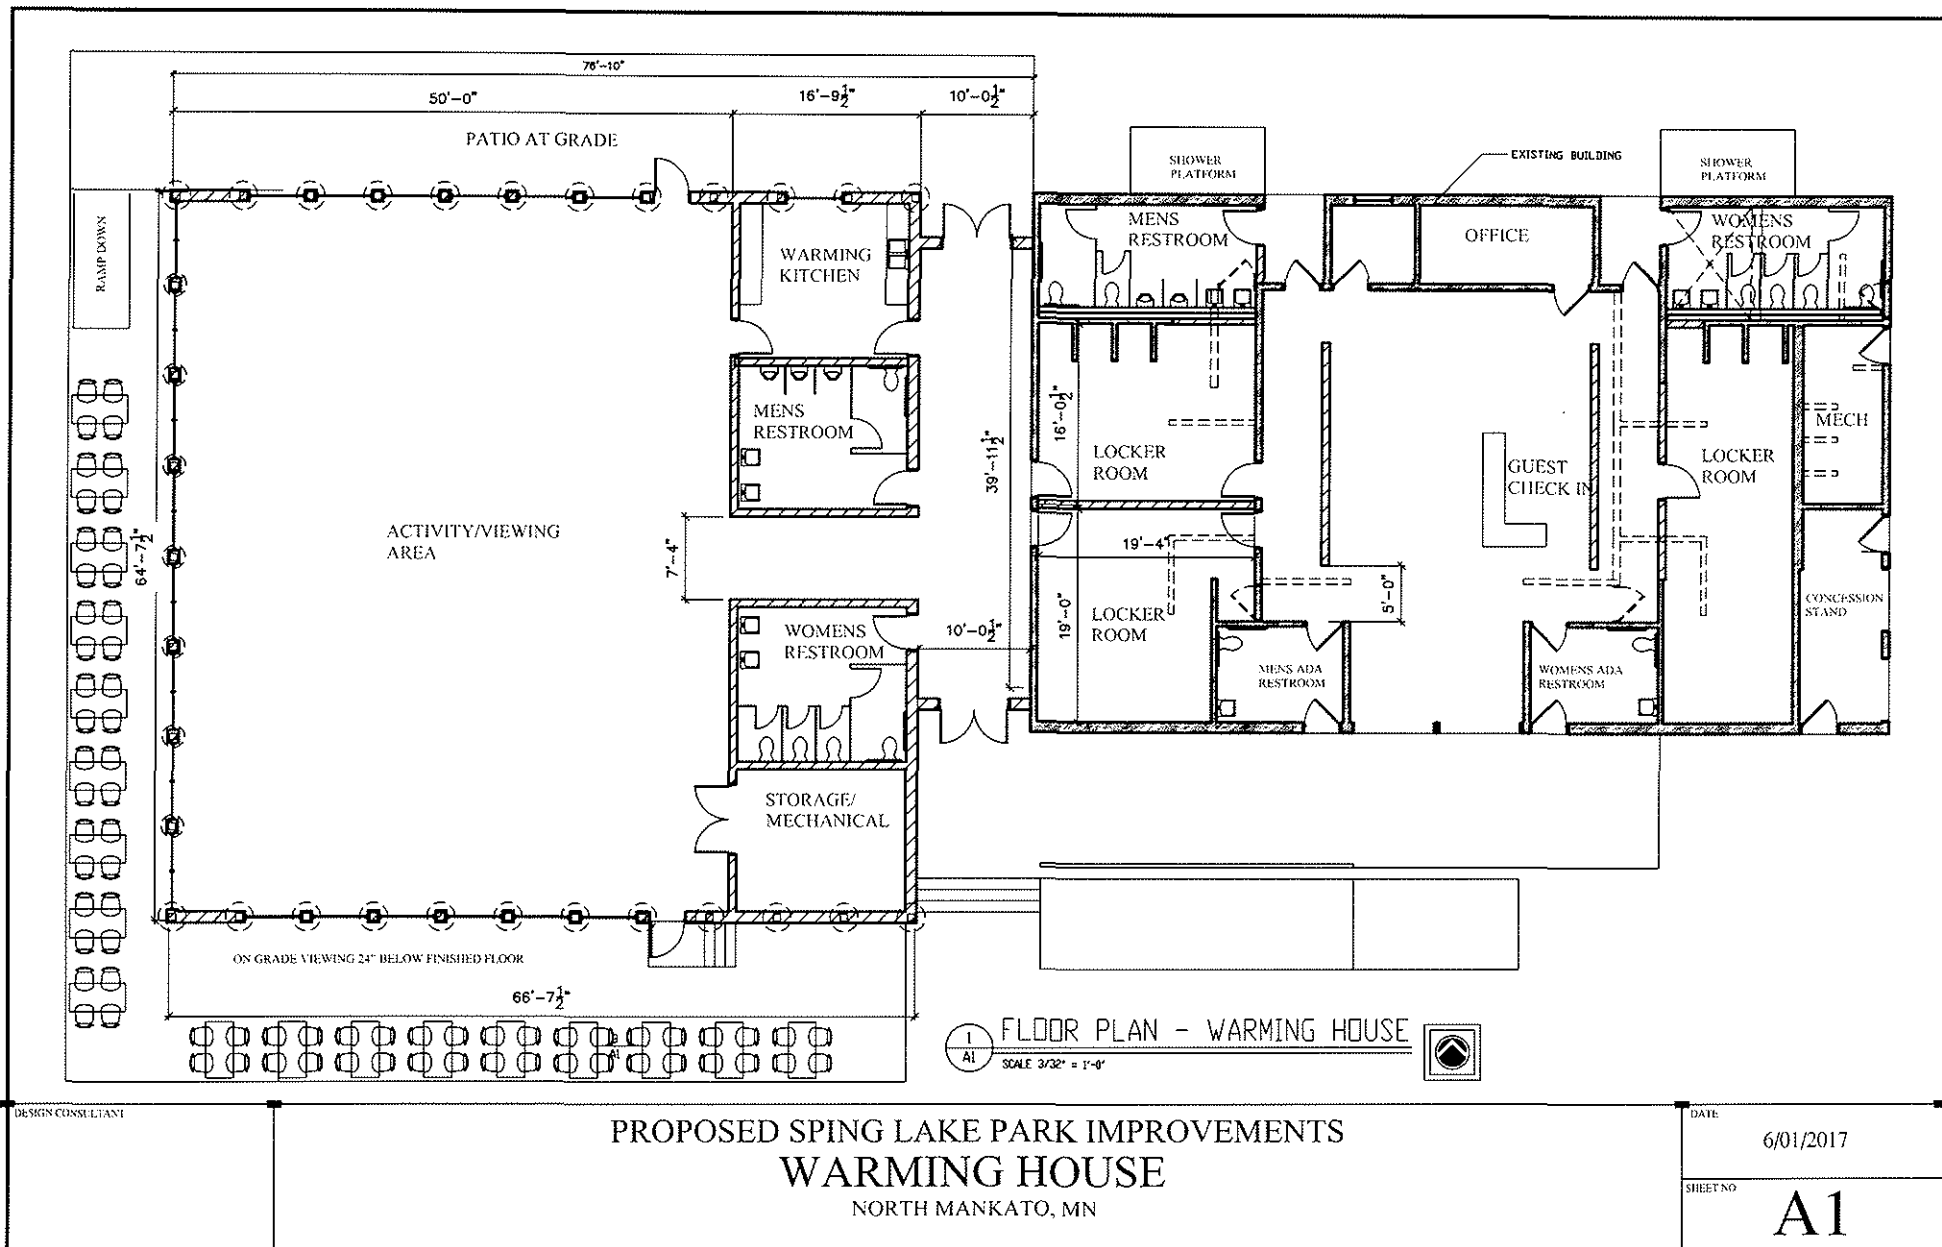 76'-10"
50'-0"
16'-9½"
10'-0½"
PATIO AT GRADE
SHOWER
PLATFORM
EXISTING BUILDING
SHOWER
PLATFORM
RAMP DOWN
WARMING
KITCHEN
MENS
RESTROOM
OFFICE
WOMENS
RESTROOM
MENS
RESTROOM
39'-11½"
16'-0½"
LOCKER
ROOM
GUEST
CHECK IN
LOCKER
ROOM
MECH
64'-7½"
ACTIVITY/VIEWING
AREA
7'-4"
19'-4"
5'-0"
WOMENS
RESTROOM
10'-0½"
19'-0"
LOCKER
ROOM
CONCESSION
STAND
MENS ADA
RESTROOM
WOMENS ADA
RESTROOM
STORAGE/
MECHANICAL
ON GRADE VIEWING 24" BELOW FINISHED FLOOR
66'-7½"
A1
1
A1
FLOOR PLAN - WARMING HOUSE
SCALE 3/32" = 1'-0"
DESIGN CONSULTANT
PROPOSED SPING LAKE PARK IMPROVEMENTS
WARMING HOUSE
NORTH MANKATO, MN
DATE
6/01/2017
SHEET NO
A1